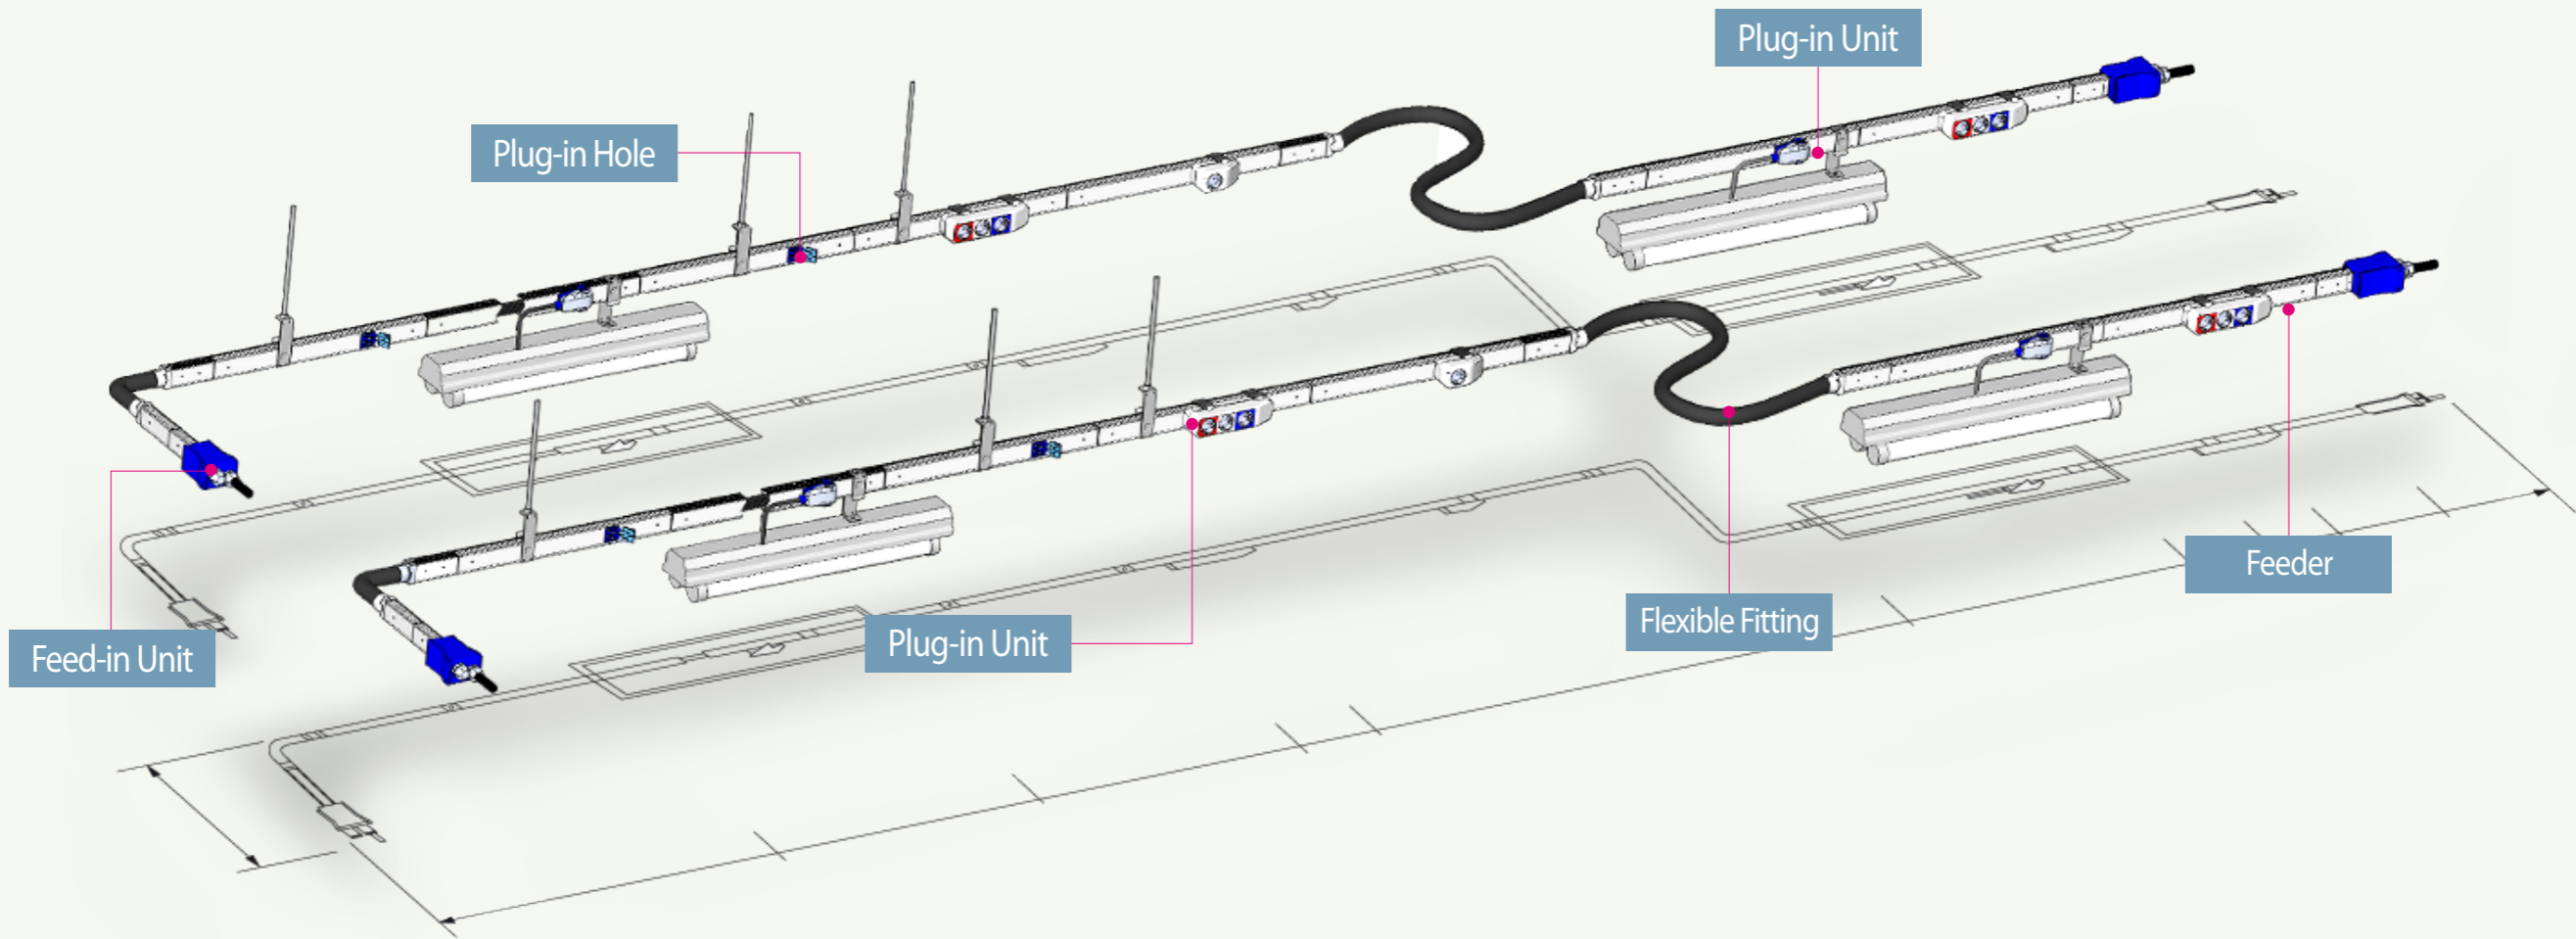 Plug-in Unit
Plug-in Hole
Feeder
Flexible Fitting
Plug-in Unit
Feed-in Unit